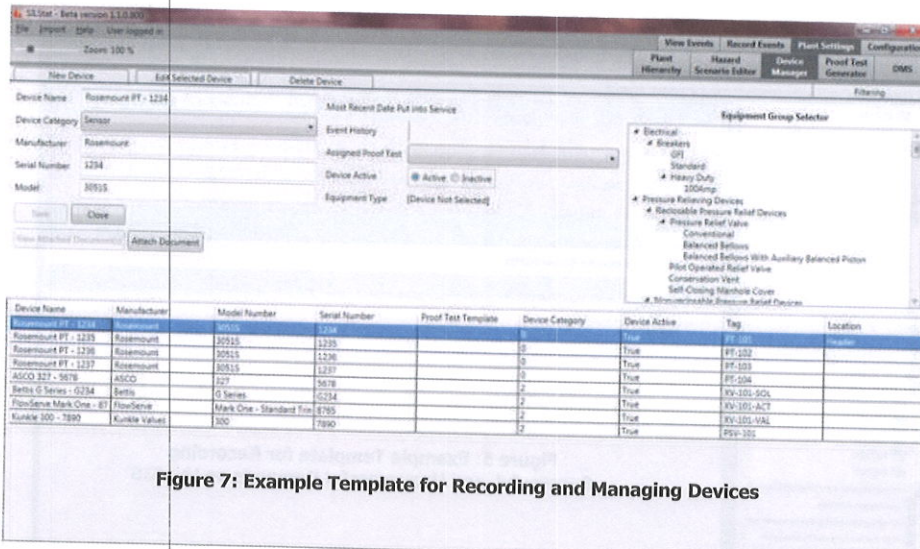 SILStat - Beta version 1.1.0.800
File Import Help User logged in
Zoom: 100 %
View Events Record Events Plant Settings Configuration
Plant Hierarchy Hazard Scenario Editor Device Manager Proof Test Generator DMS
New Device Edit Selected Device Delete Device Filtering
Device Name Rosemount PT - 1234
Device Category Sensor
Manufacturer Rosemount
Serial Number 1234
Model 3051S
Save Close
View Attached Document(s) Attach Document
Most Recent Date Put into Service
Event History
Assigned Proof Test
Device Active Active Inactive
Equipment Type [Device Not Selected]
Equipment Group Selector
Electrical
Breakers
GFI
Standard
Heavy Duty
100Amp
Pressure Relieving Devices
Reclosable Pressure Relief Devices
Pressure Relief Valve
Conventional
Balanced Bellows
Balanced Bellows With Auxiliary Balanced Piston
Pilot Operated Relief Valve
Conservation Vent
Self-Closing Manhole Cover
Nonreclosable Pressure Relief Devices
Device Name Manufacturer Model Number Serial Number Proof Test Template Device Category Device Active Tag Location
Rosemount PT - 1234 Rosemount 3051S 1234 0 True PT-101 Header
Rosemount PT - 1235 Rosemount 3051S 1235 0 True PT-102
Rosemount PT - 1236 Rosemount 3051S 1236 0 True PT-103
Rosemount PT - 1237 Rosemount 3051S 1237 0 True PT-104
ASCO 327 - 5678 ASCO 327 5678 2 True XV-101-SOL
Bettis G Series - G234 Bettis G Series G234 2 True XV-101-ACT
FlowServe Mark One - 87 FlowServe Mark One - Standard Trim 8765 2 True XV-101-VAL
Kunkle 300 - 7890 Kunkle Valves 300 7890 2 True PSV-101
Figure 7: Example Template for Recording and Managing Devices